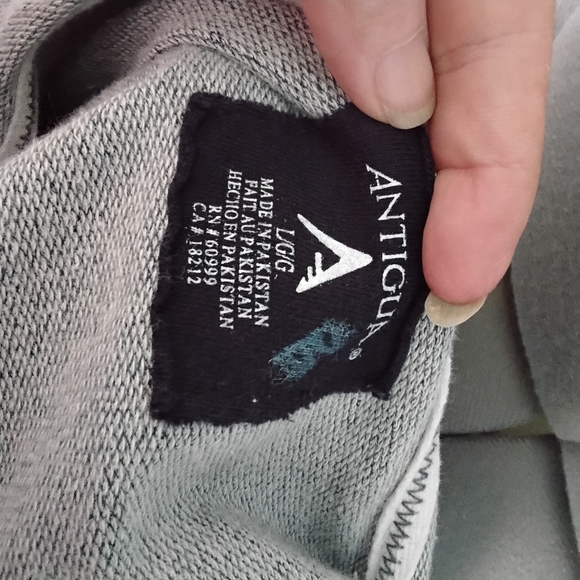 ANTIGUA®
L/G/G
MADE IN PAKISTAN
FAIT AU PAKISTAN
HECHO EN PAKISTAN
RN# 60999
CA# 18212